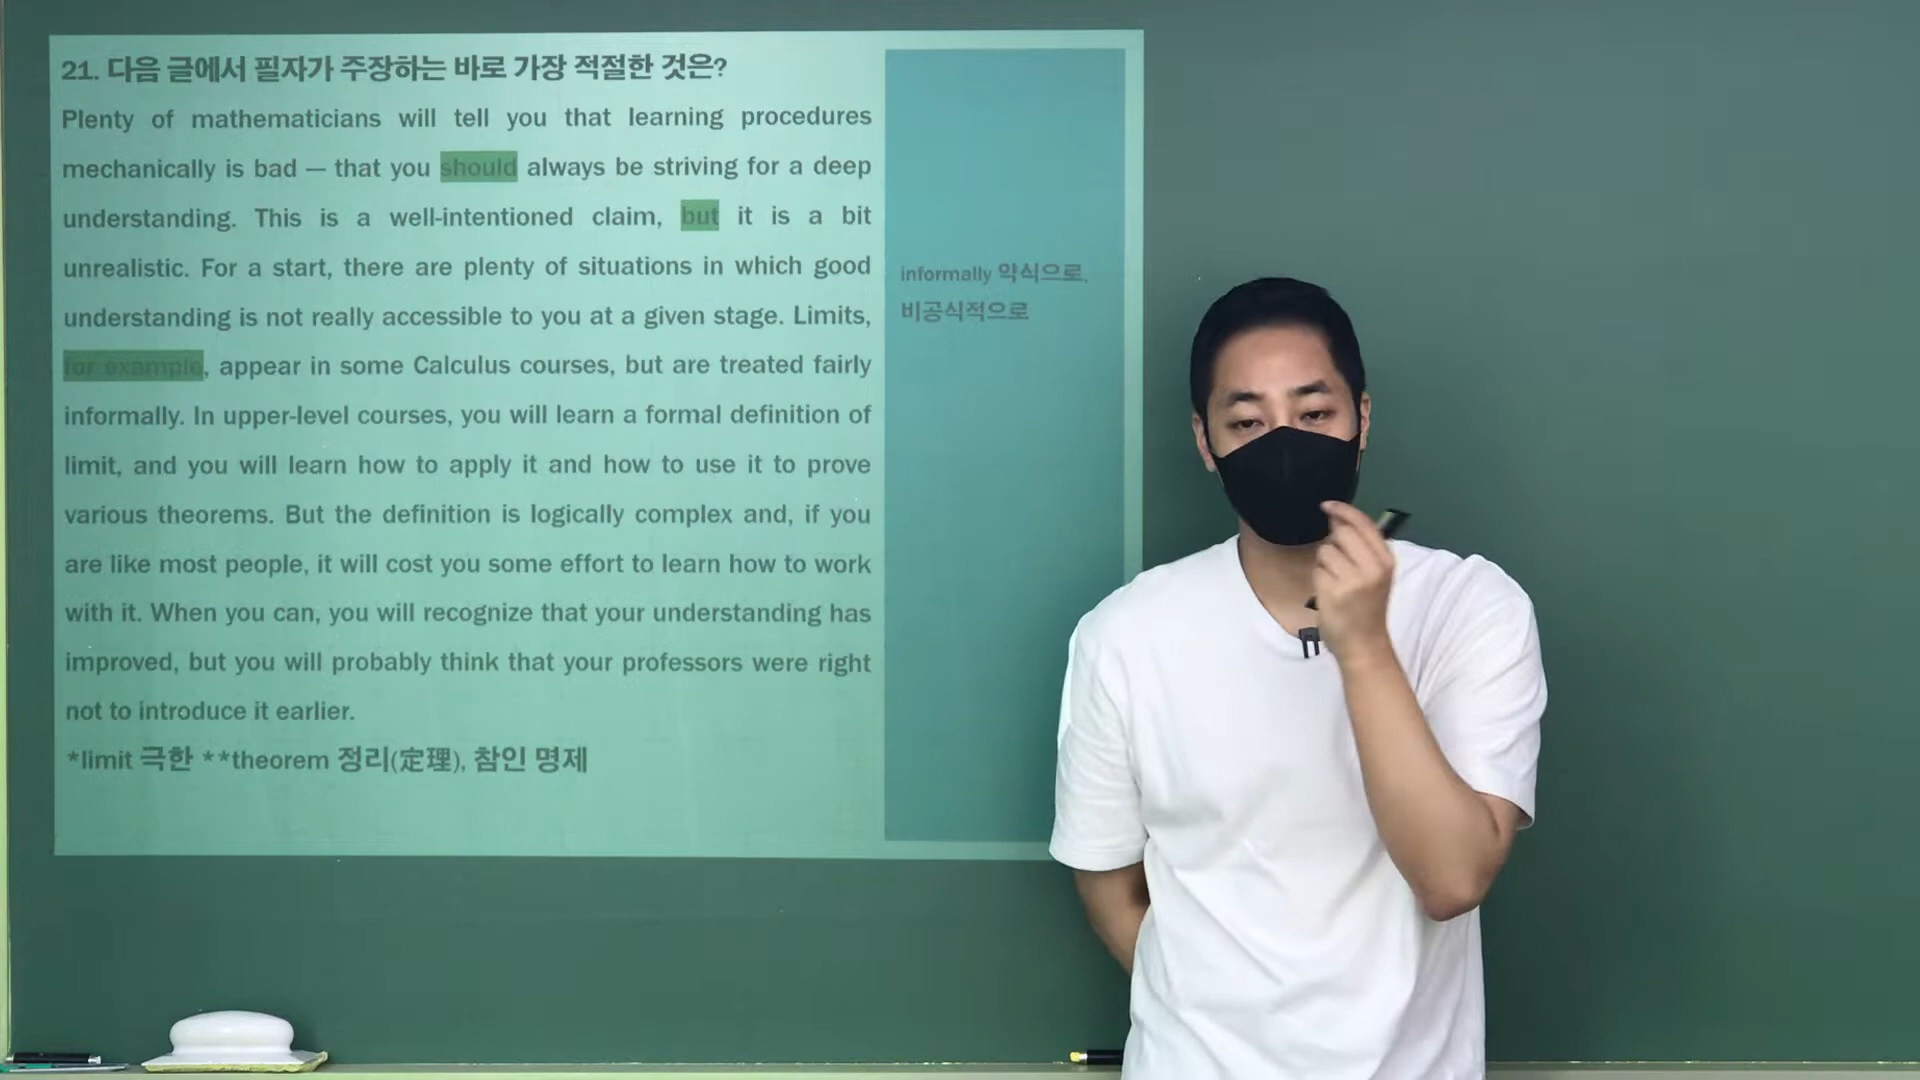 21. 다음 글에서 필자가 주장하는 바로 가장 적절한 것은?
Plenty of mathematicians will tell you that learning procedures
mechanically is bad — that you should always be striving for a deep
understanding. This is a well-intentioned claim, but it is a bit
unrealistic. For a start, there are plenty of situations in which good
understanding is not really accessible to you at a given stage. Limits,
for example, appear in some Calculus courses, but are treated fairly
informally. In upper-level courses, you will learn a formal definition of
limit, and you will learn how to apply it and how to use it to prove
various theorems. But the definition is logically complex and, if you
are like most people, it will cost you some effort to learn how to work
with it. When you can, you will recognize that your understanding has
improved, but you will probably think that your professors were right
not to introduce it earlier.
*limit 극한 **theorem 정리(定理), 참인 명제
informally 약식으로,
비공식적으로